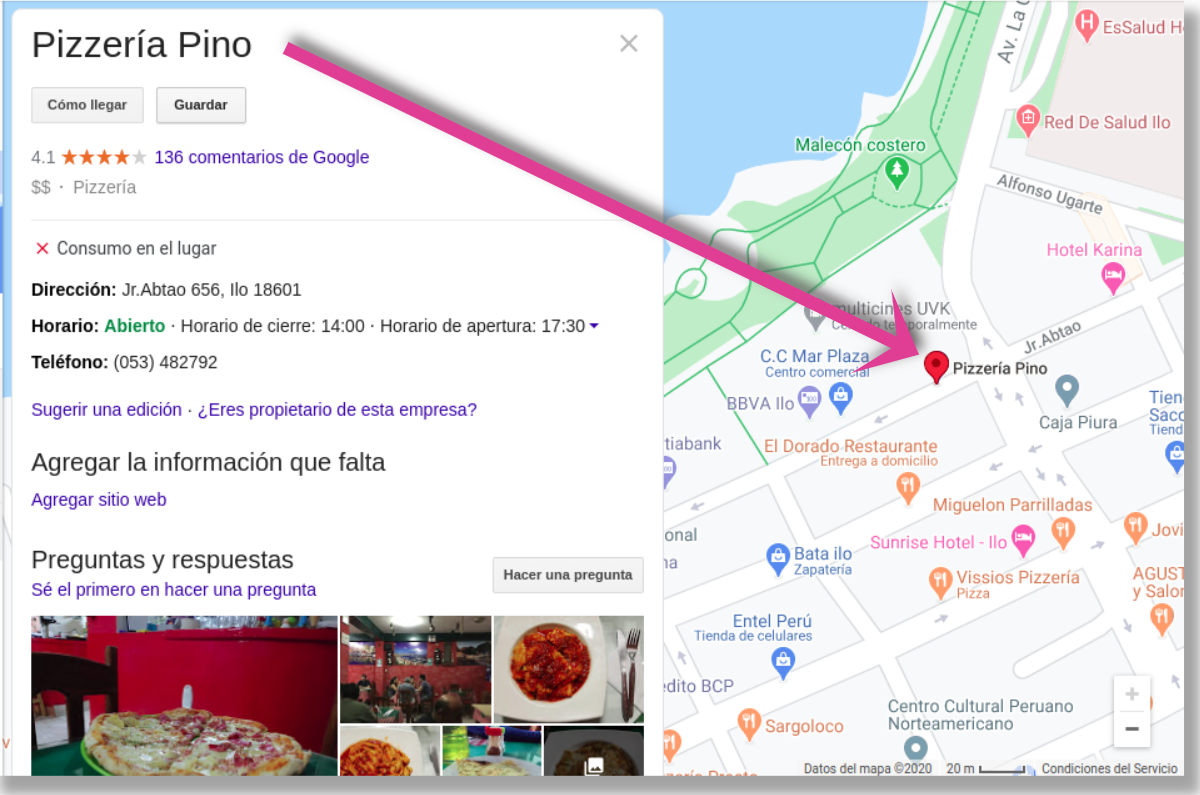 Pizzería Pino
Cómo llegar
Guardar
4.1 136 comentarios de Google
$$ · Pizzería
Consumo en el lugar
Dirección: Jr.Abtao 656, Ilo 18601
Horario: Abierto · Horario de cierre: 14:00 · Horario de apertura: 17:30
Teléfono: (053) 482792
Sugerir una edición · ¿Eres propietario de esta empresa?
Agregar la información que falta
Agregar sitio web
Preguntas y respuestas
Sé el primero en hacer una pregunta
Hacer una pregunta
Av. La
EsSalud H
Red De Salud Ilo
Malecón costero
Alfonso Ugarte
Hotel Karina
multicines UVK
Jr.Abtao
C.C Mar Plaza
Centro comercial
Pizzería Pino
BBVA Ilo
Caja Piura
Tien
Saco
Tiend
tiabank
El Dorado Restaurante
Entrega a domicilio
Miguelon Parrilladas
onal
na
Sunrise Hotel - Ilo
Jovi
Bata ilo
Zapatería
Vissios Pizzería
Pizza
AGUST
y Salor
Entel Perú
Tienda de celulares
édito BCP
Centro Cultural Peruano
Norteamericano
Sargoloco
Datos del mapa ©2020 20 m Condiciones del Servicio